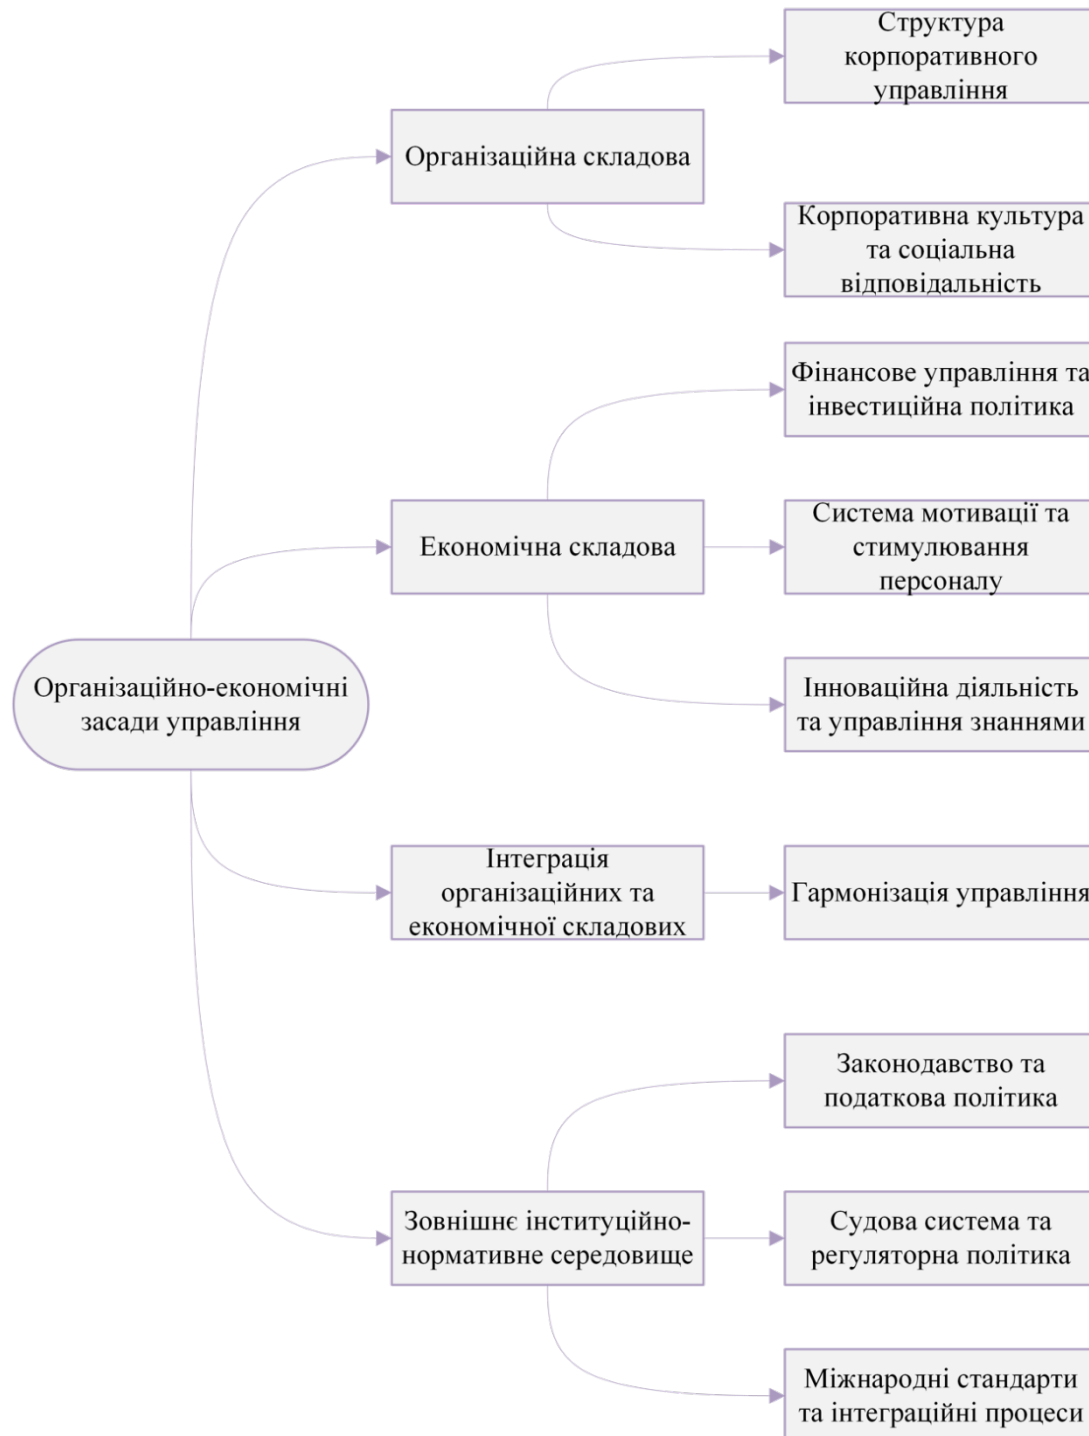 Структура
корпоративного
управління
Організаційна складова
Корпоративна культура
та соціальна
відповідальність
Фінансове управління та
інвестиційна політика
Економічна складова
Система мотивації та
стимулювання
персоналу
Інноваційна діяльність
та управління знаннями
Організаційно-економічні
засади управління
Інтеграція
організаційних та
економічної складових
Гармонізація управління
Законодавство та
податкова політика
Зовнішнє інституційно-
нормативне середовище
Судова система та
регуляторна політика
Міжнародні стандарти
та інтеграційні процеси